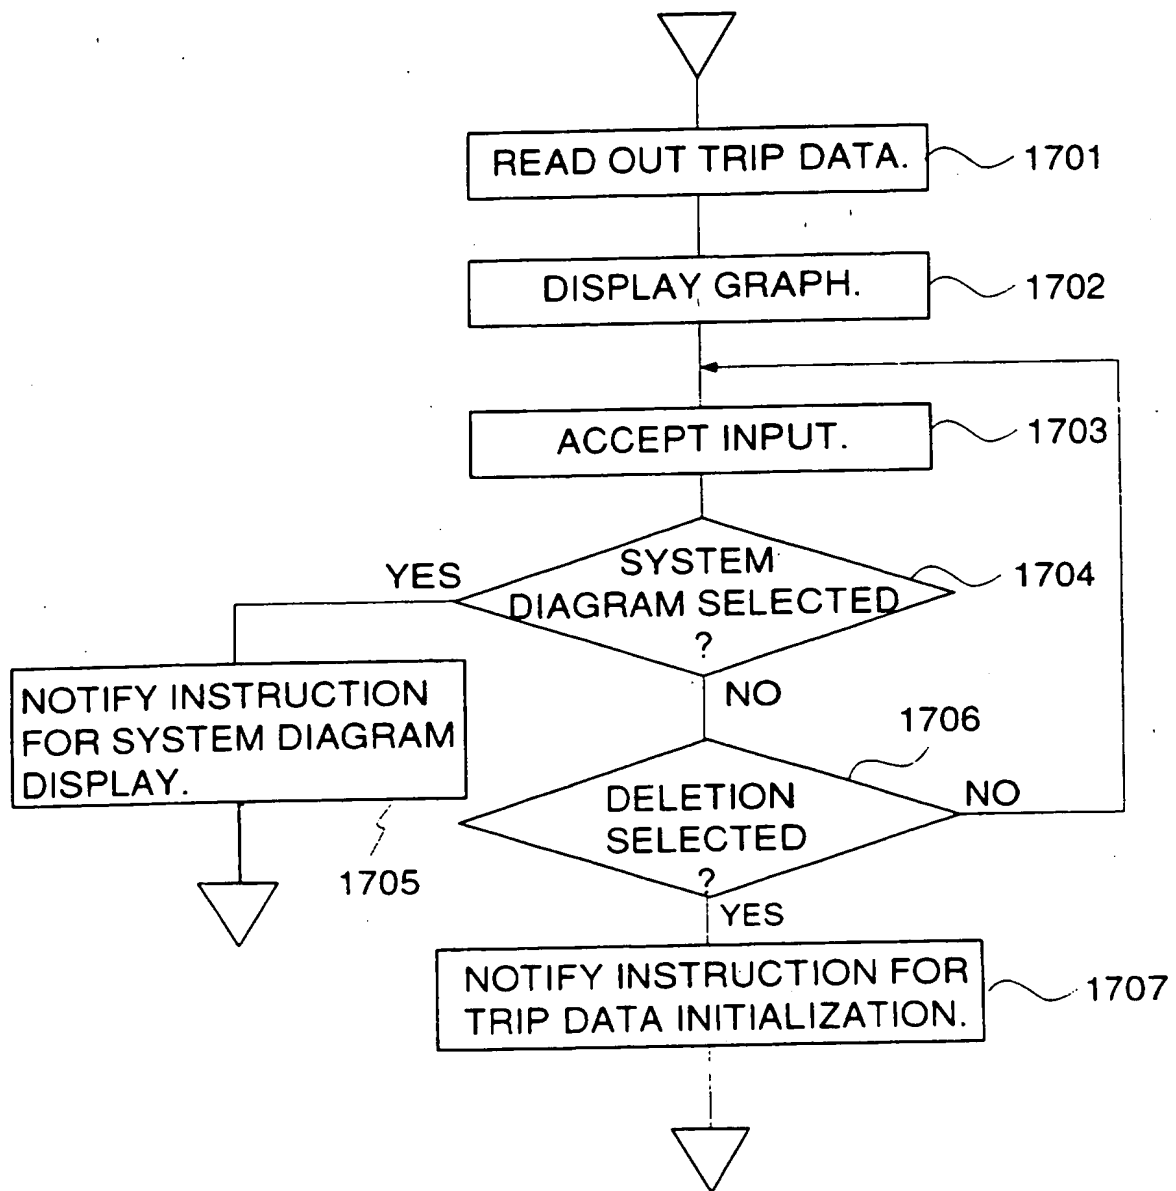 READ OUT TRIP DATA.
1701
DISPLAY GRAPH.
1702
ACCEPT INPUT.
1703
YES
SYSTEM
DIAGRAM SELECTED
?
1704
NO
NOTIFY INSTRUCTION
FOR SYSTEM DIAGRAM
DISPLAY.
1705
1706
DELETION
SELECTED
?
NO
YES
NOTIFY INSTRUCTION FOR
TRIP DATA INITIALIZATION.
1707